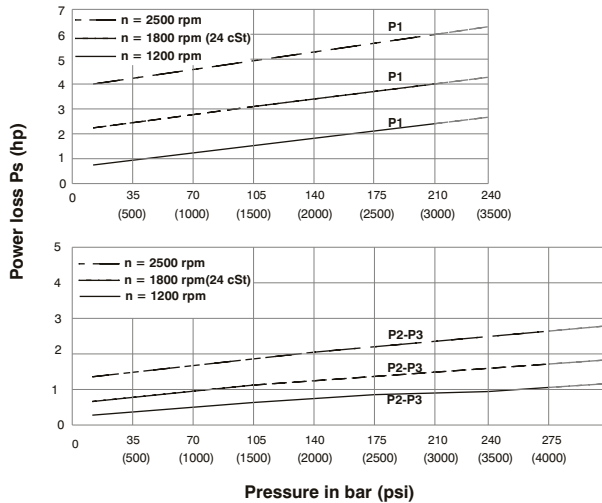 Power loss Ps (hp)
7
6
5
4
3
2
1
0
n = 2500 rpm
n = 1800 rpm (24 cSt)
n = 1200 rpm
P1
P1
P1
0 35 70 105 140 175 210 240
(500) (1000) (1500) (2000) (2500) (3000) (3500)
5
4
3
2
1
0
n = 2500 rpm
n = 1800 rpm(24 cSt)
n = 1200 rpm
P2-P3
P2-P3
P2-P3
0 35 70 105 140 175 210 240 275
(500) (1000) (1500) (2000) (2500) (3000) (3500) (4000)
Pressure in bar (psi)